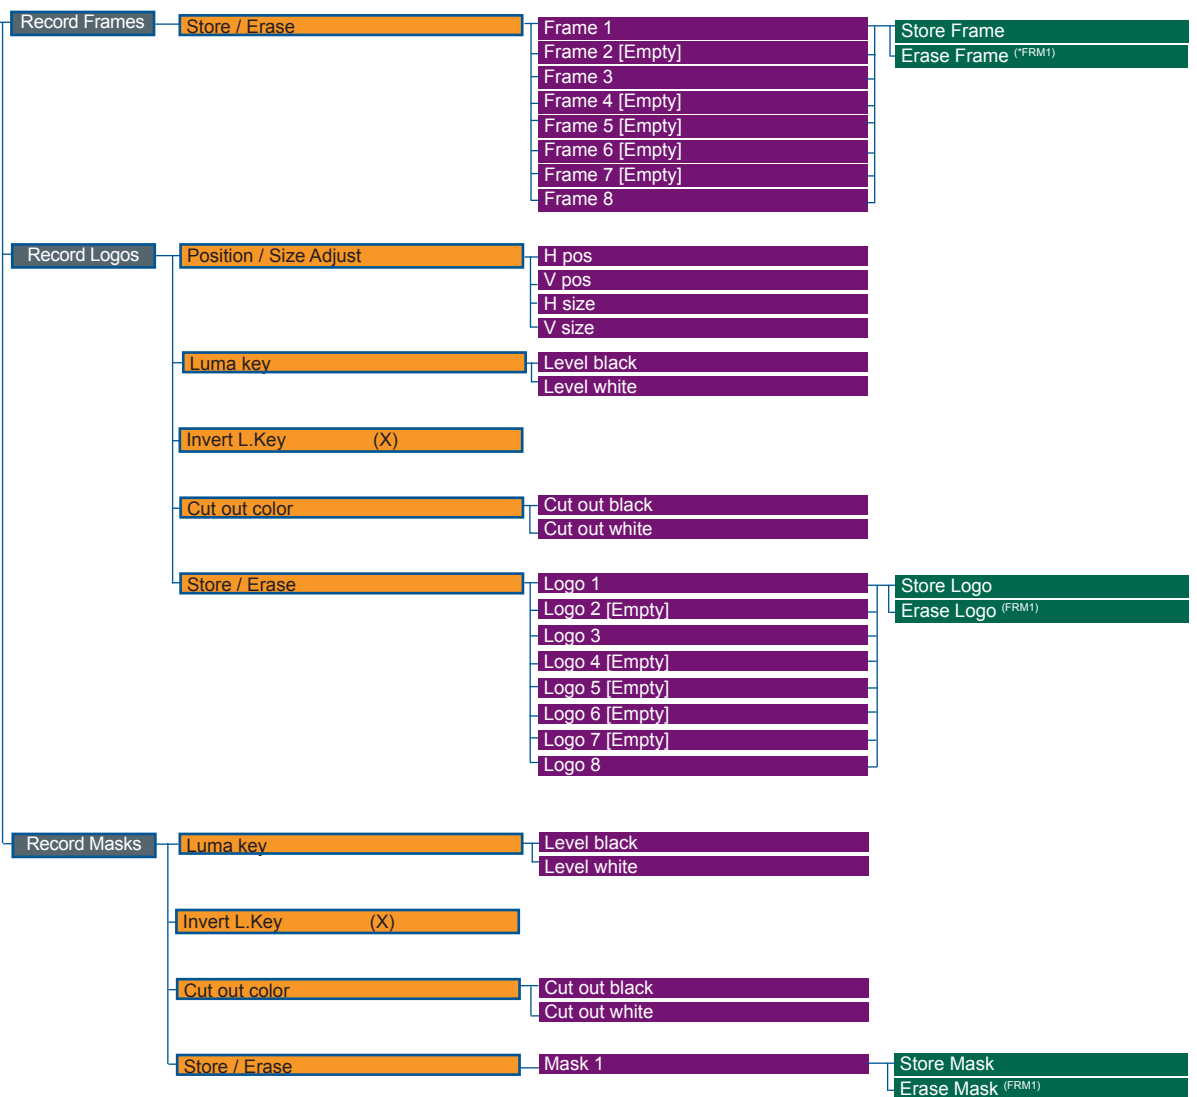 Record Frames
Store / Erase
Frame 1
Frame 2 [Empty]
Frame 3
Frame 4 [Empty]
Frame 5 [Empty]
Frame 6 [Empty]
Frame 7 [Empty]
Frame 8
Store Frame
Erase Frame (*FRM1)
Record Logos
Position / Size Adjust
H pos
V pos
H size
V size
Luma key
Level black
Level white
Invert L.Key (X)
Cut out color
Cut out black
Cut out white
Store / Erase
Logo 1
Logo 2 [Empty]
Logo 3
Logo 4 [Empty]
Logo 5 [Empty]
Logo 6 [Empty]
Logo 7 [Empty]
Logo 8
Store Logo
Erase Logo (FRM1)
Record Masks
Luma key
Level black
Level white
Invert L.Key (X)
Cut out color
Cut out black
Cut out white
Store / Erase
Mask 1
Store Mask
Erase Mask (FRM1)